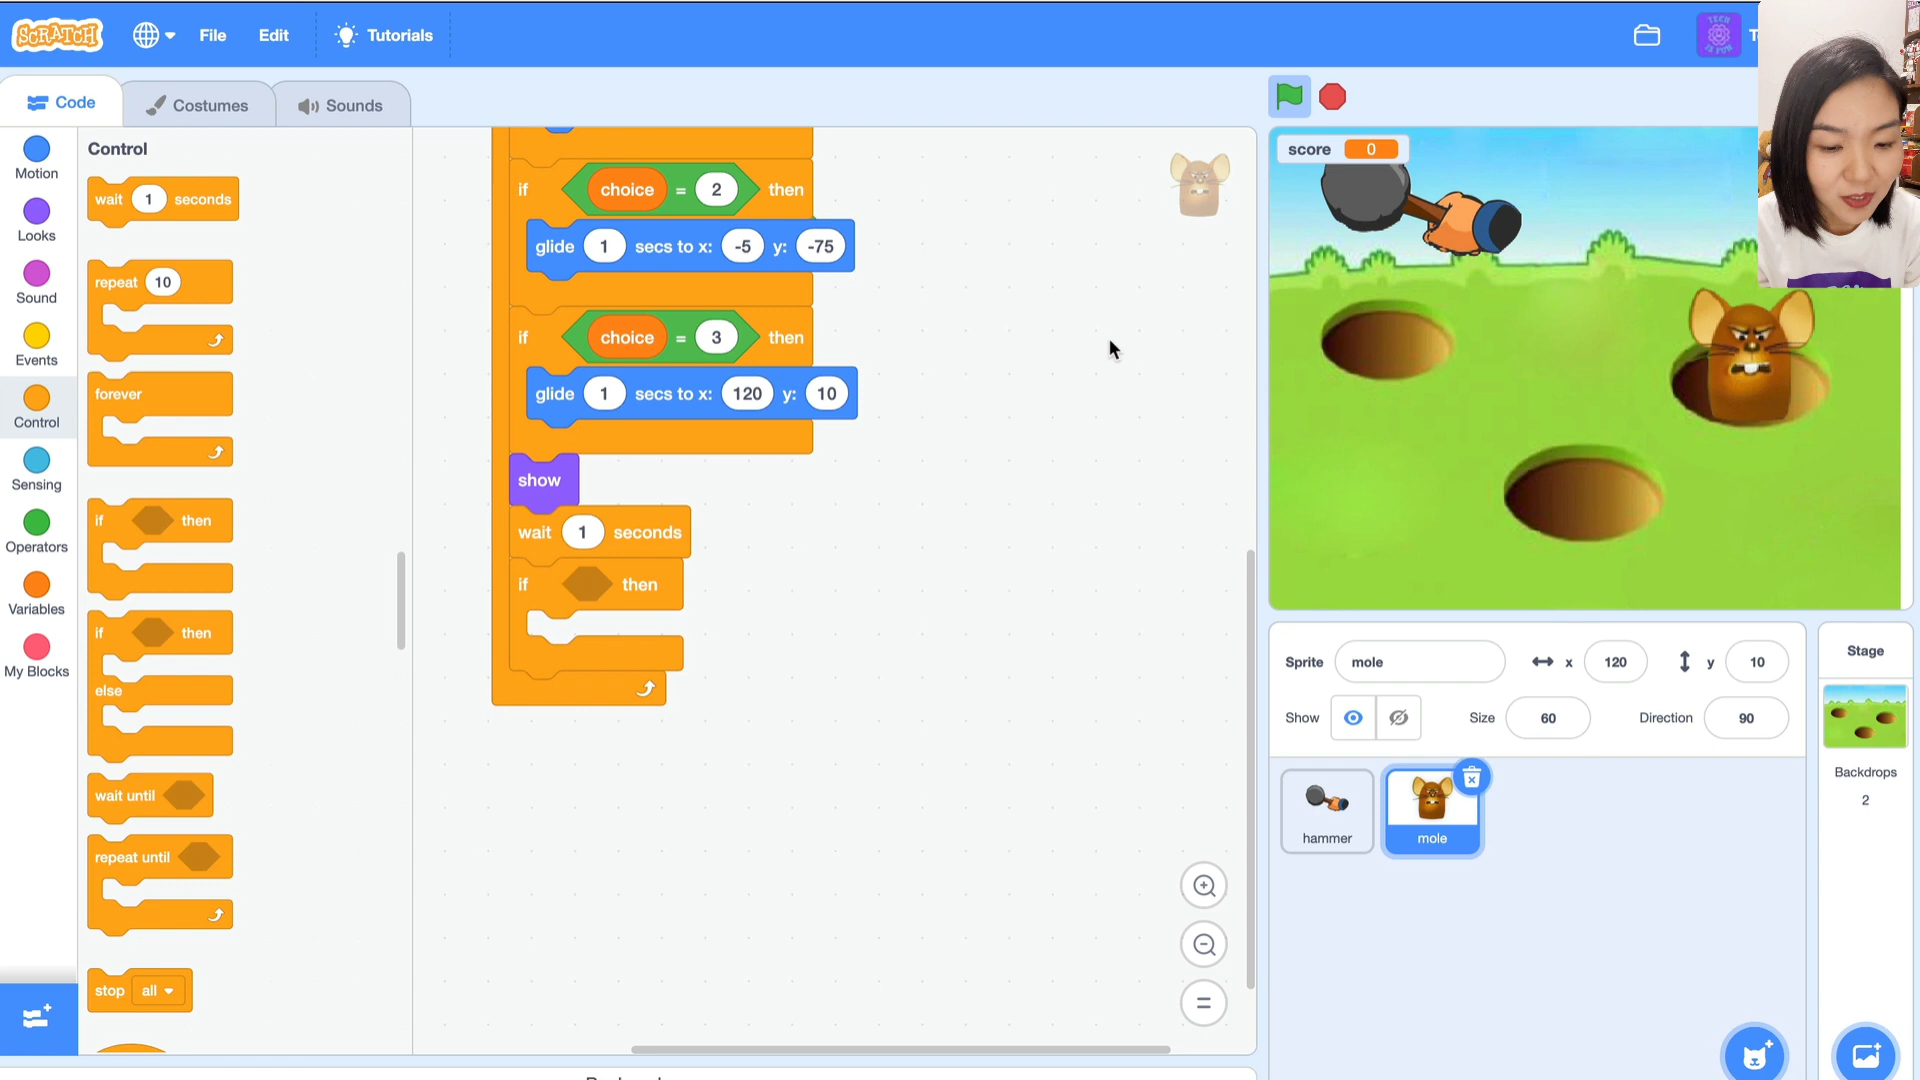 SCRATCH File Edit Tutorials
TECH IS FUN
Code Costumes Sounds
Motion
Looks
Sound
Events
Control
Sensing
Operators
Variables
My Blocks
Control
wait 1 seconds
repeat 10
forever
if then
if then
else
wait until
repeat until
stop all
if choice = 2 then
glide 1 secs to x: -5 y: -75
if choice = 3 then
glide 1 secs to x: 120 y: 10
show
wait 1 seconds
if then
score 0
Sprite mole x 120 y 10
Show Size 60 Direction 90
hammer
mole
Stage
Backdrops
2